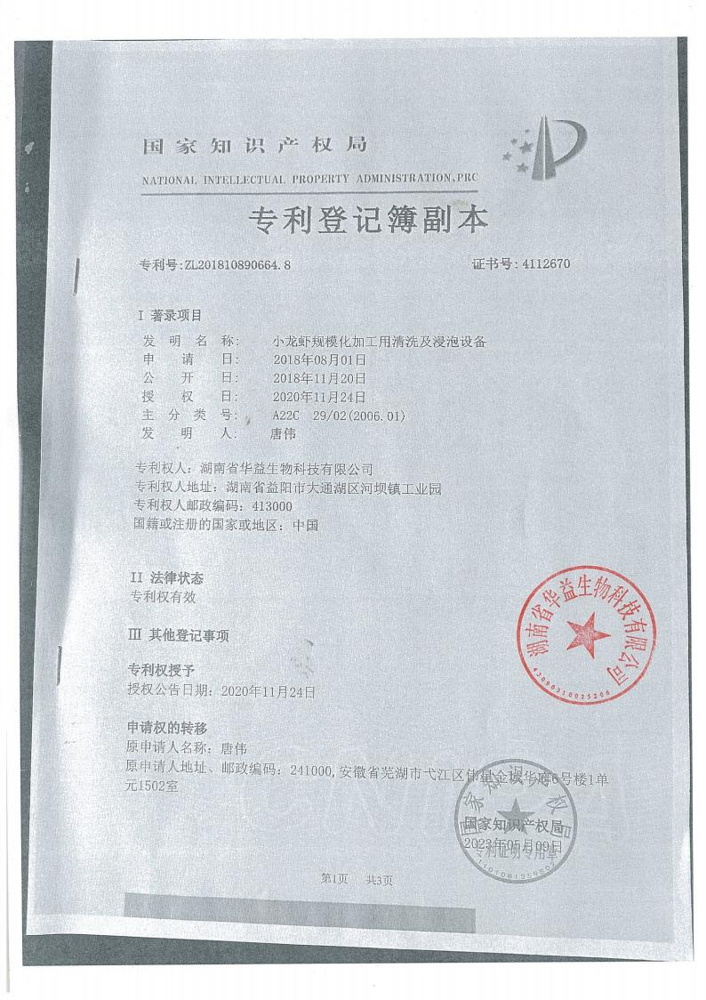 国家知识产权局
NATIONAL INTELLECTUAL PROPERTY ADMINISTRATION,PRC
专利登记簿副本
专利号:ZL201810890664.8 证书号:4112670
I 著录项目
发明名称: 小龙虾规模化加工用清洗及浸泡设备
申请日: 2018年08月01日
公开日: 2018年11月20日
授权日: 2020年11月24日
主分类号: A22C 29/02(2006.01)
发明人: 唐伟
专利权人: 湖南省华益生物科技有限公司
专利权人地址: 湖南省益阳市大通湖区河坝镇工业园
专利权人邮政编码: 413000
国籍或注册的国家或地区: 中国
II 法律状态
专利权有效
III 其他登记事项
湖南省华益生物科技有限公司
43090310025206
专利权授予
授权公告日期: 2020年11月24日
申请权的转移
原申请人名称: 唐伟
原申请人地址、邮政编码: 241000,安徽省芜湖市弋江区伟星金域华府6号楼1单
元1502室
国家知识产权局
国家知识产权局
2023年05月09日
专利证明专用章
第1页 共3页